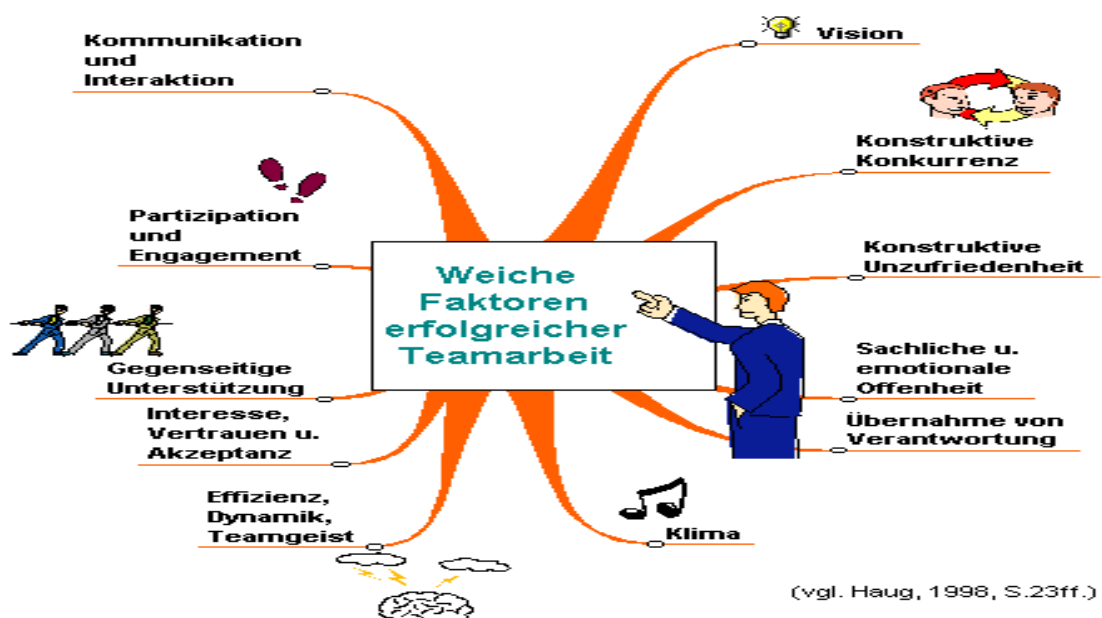 Weiche
Faktoren
erfolgreicher
Teamarbeit
Kommunikation
und
Interaktion
Partizipation
und
Engagement
Gegenseitige
Unterstützung
Interesse,
Vertrauen u.
Akzeptanz
Effizienz,
Dynamik,
Teamgeist
Vision
Konstruktive
Konkurrenz
Konstruktive
Unzufriedenheit
Sachliche u.
emotionale
Offenheit
Übernahme von
Verantwortung
Klima
(vgl. Haug, 1998, S.23ff.)